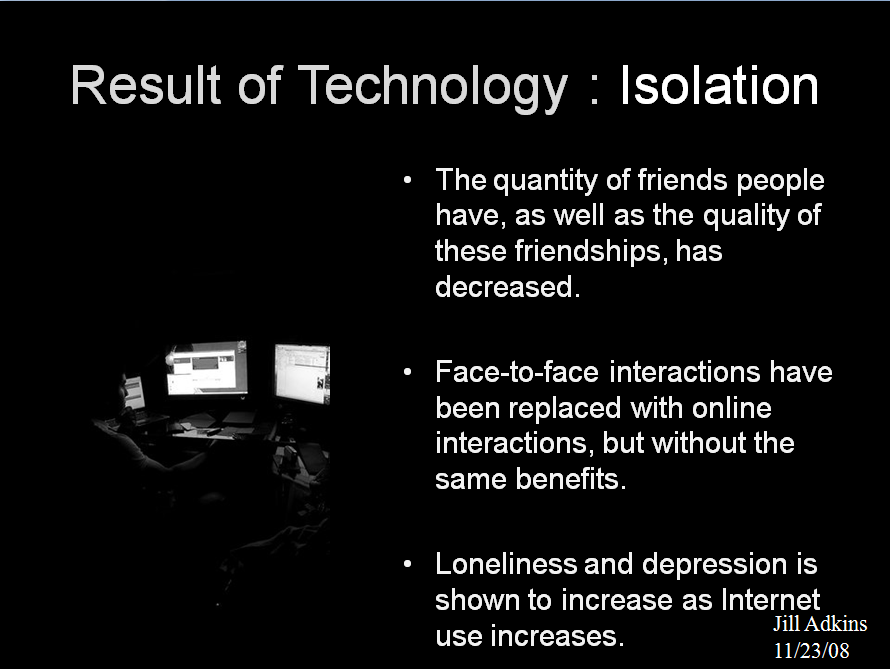 Result of Technology : Isolation
• The quantity of friends people
have, as well as the quality of
these friendships, has
decreased.
• Face-to-face interactions have
been replaced with online
interactions, but without the
same benefits.
• Loneliness and depression is
shown to increase as Internet
use increases.
Jill Adkins
11/23/08